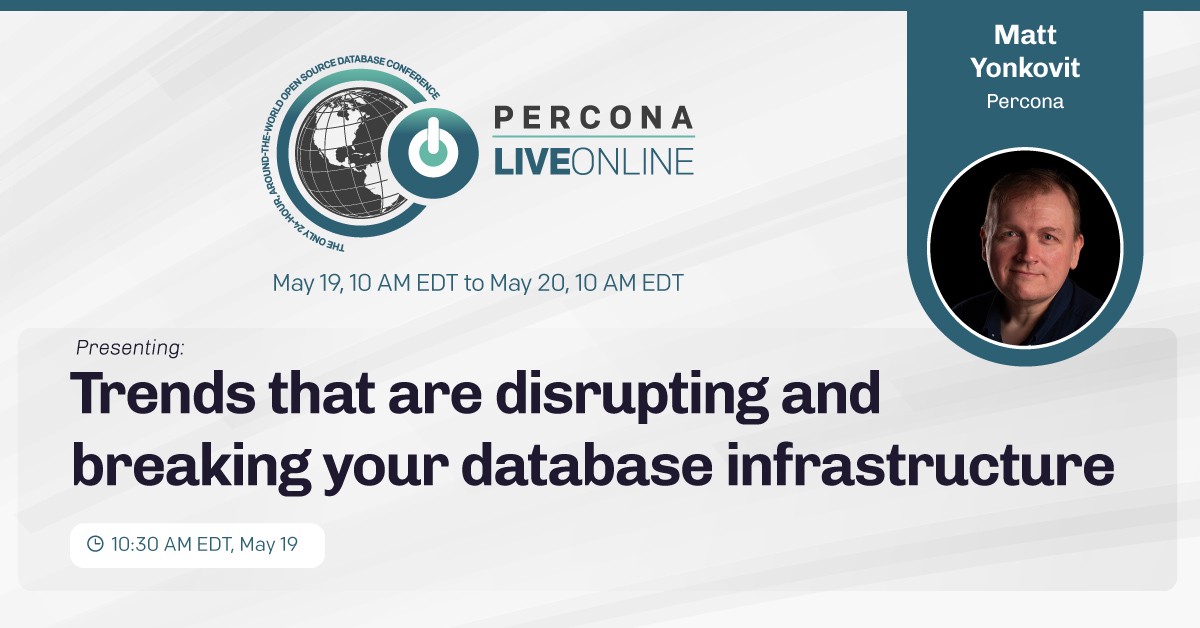 THE ONLY 24-HOUR, AROUND-THE-WORLD OPEN SOURCE DATABASE CONFERENCE
PERCONA
LIVEONLINE
May 19, 10 AM EDT to May 20, 10 AM EDT
Matt
Yonkovit
Percona
Presenting:
Trends that are disrupting and
breaking your database infrastructure
10:30 AM EDT, May 19